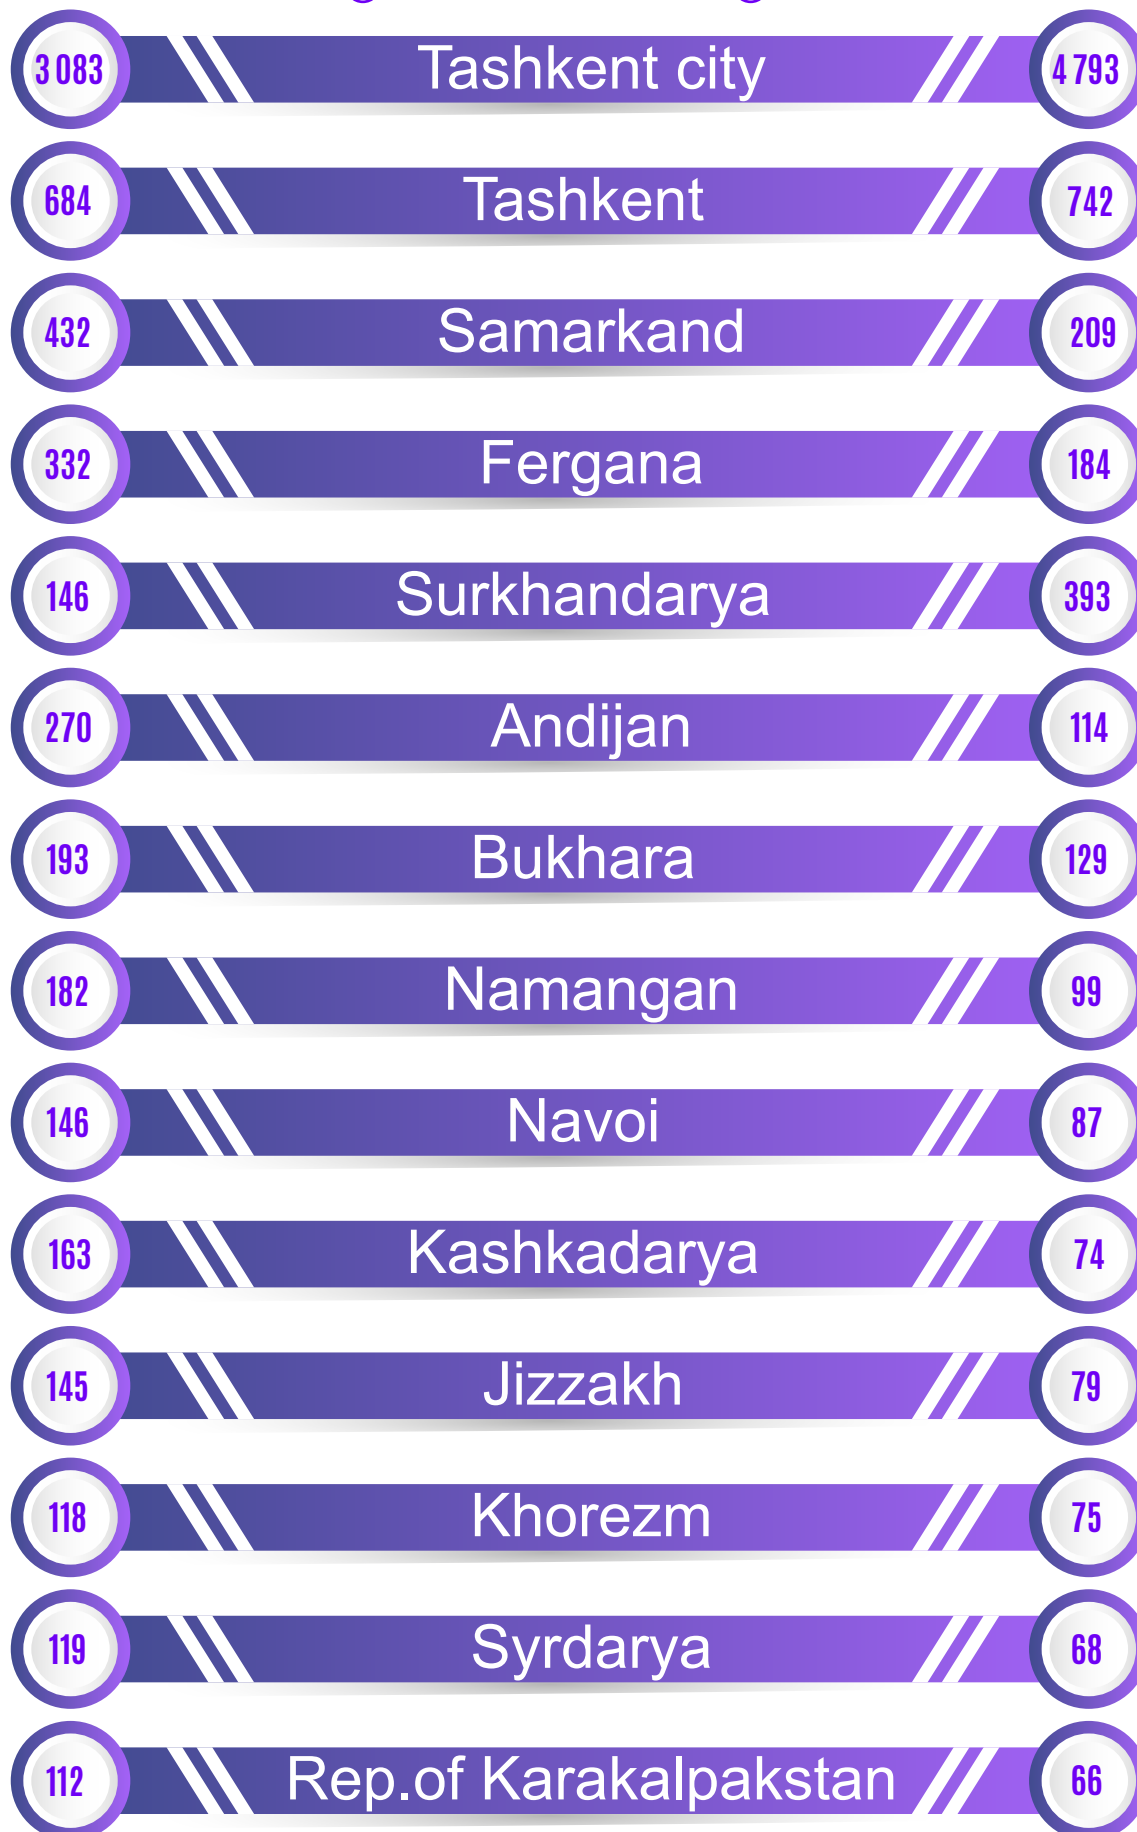 3 083 Tashkent city 4 793
684 Tashkent 742
432 Samarkand 209
332 Fergana 184
146 Surkhandarya 393
270 Andijan 114
193 Bukhara 129
182 Namangan 99
146 Navoi 87
163 Kashkadarya 74
145 Jizzakh 79
118 Khorezm 75
119 Syrdarya 68
112 Rep.of Karakalpakstan 66